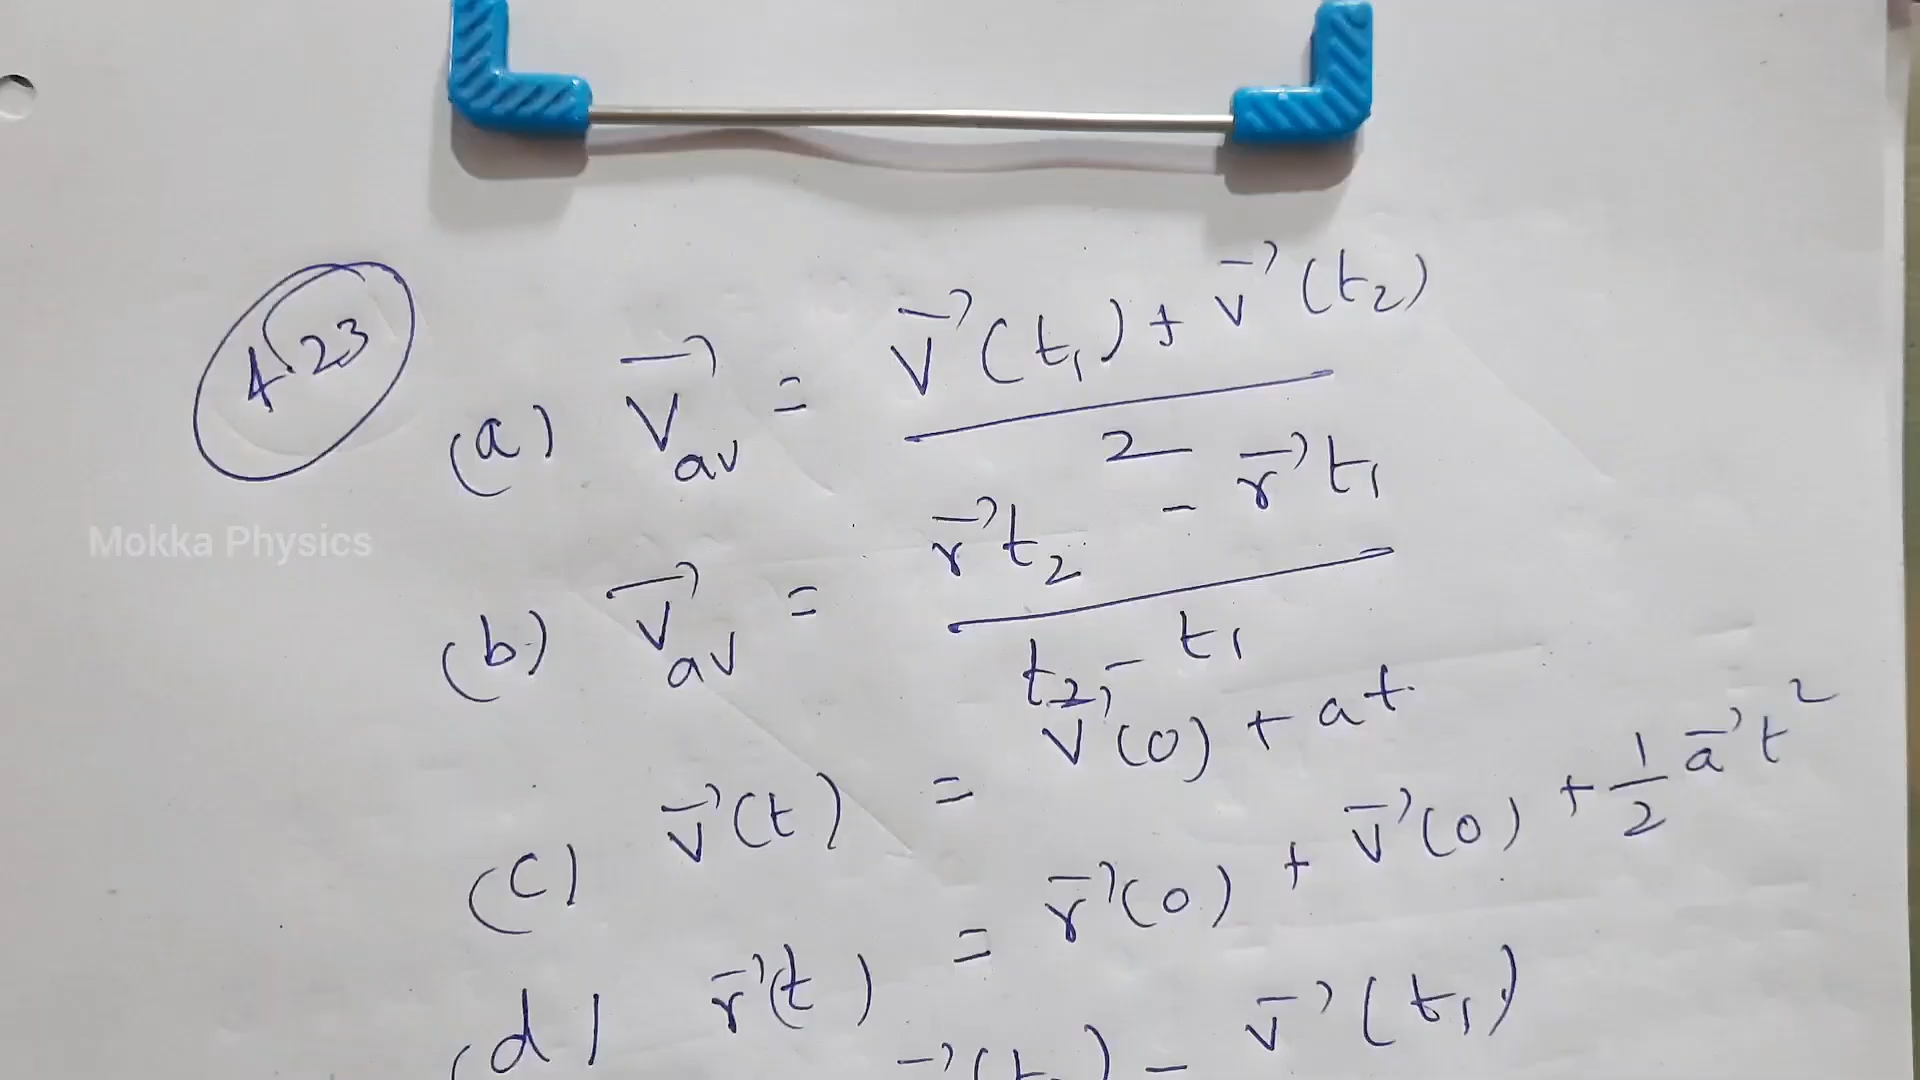 4.23
(a) v⃗av = (v⃗(t₁) + v⃗(t₂)) / 2
Mokka Physics
(b) v⃗av = (r⃗t₂ - r⃗t₁) / (t₂ - t₁)
(c) v⃗(t) = v⃗(0) + at
(d) r⃗(t) = r⃗(0) + v⃗(0) + 1/2 a⃗t²
- v⃗(t₁)